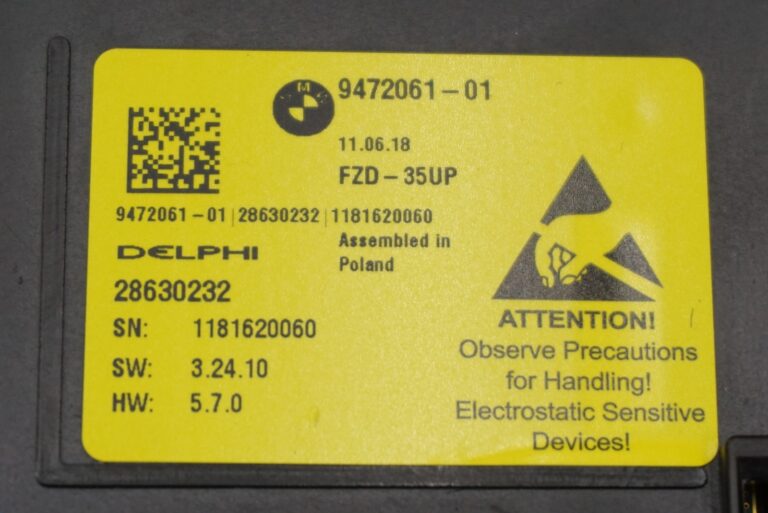 BMW
9472061-01
11.06.18
FZD-35UP
9472061-01|28630232|1181620060
Assembled in
Poland
DELPHI
28630232
SN: 1181620060
SW: 3.24.10
HW: 5.7.0
ATTENTION!
Observe Precautions
for Handling!
Electrostatic Sensitive
Devices!